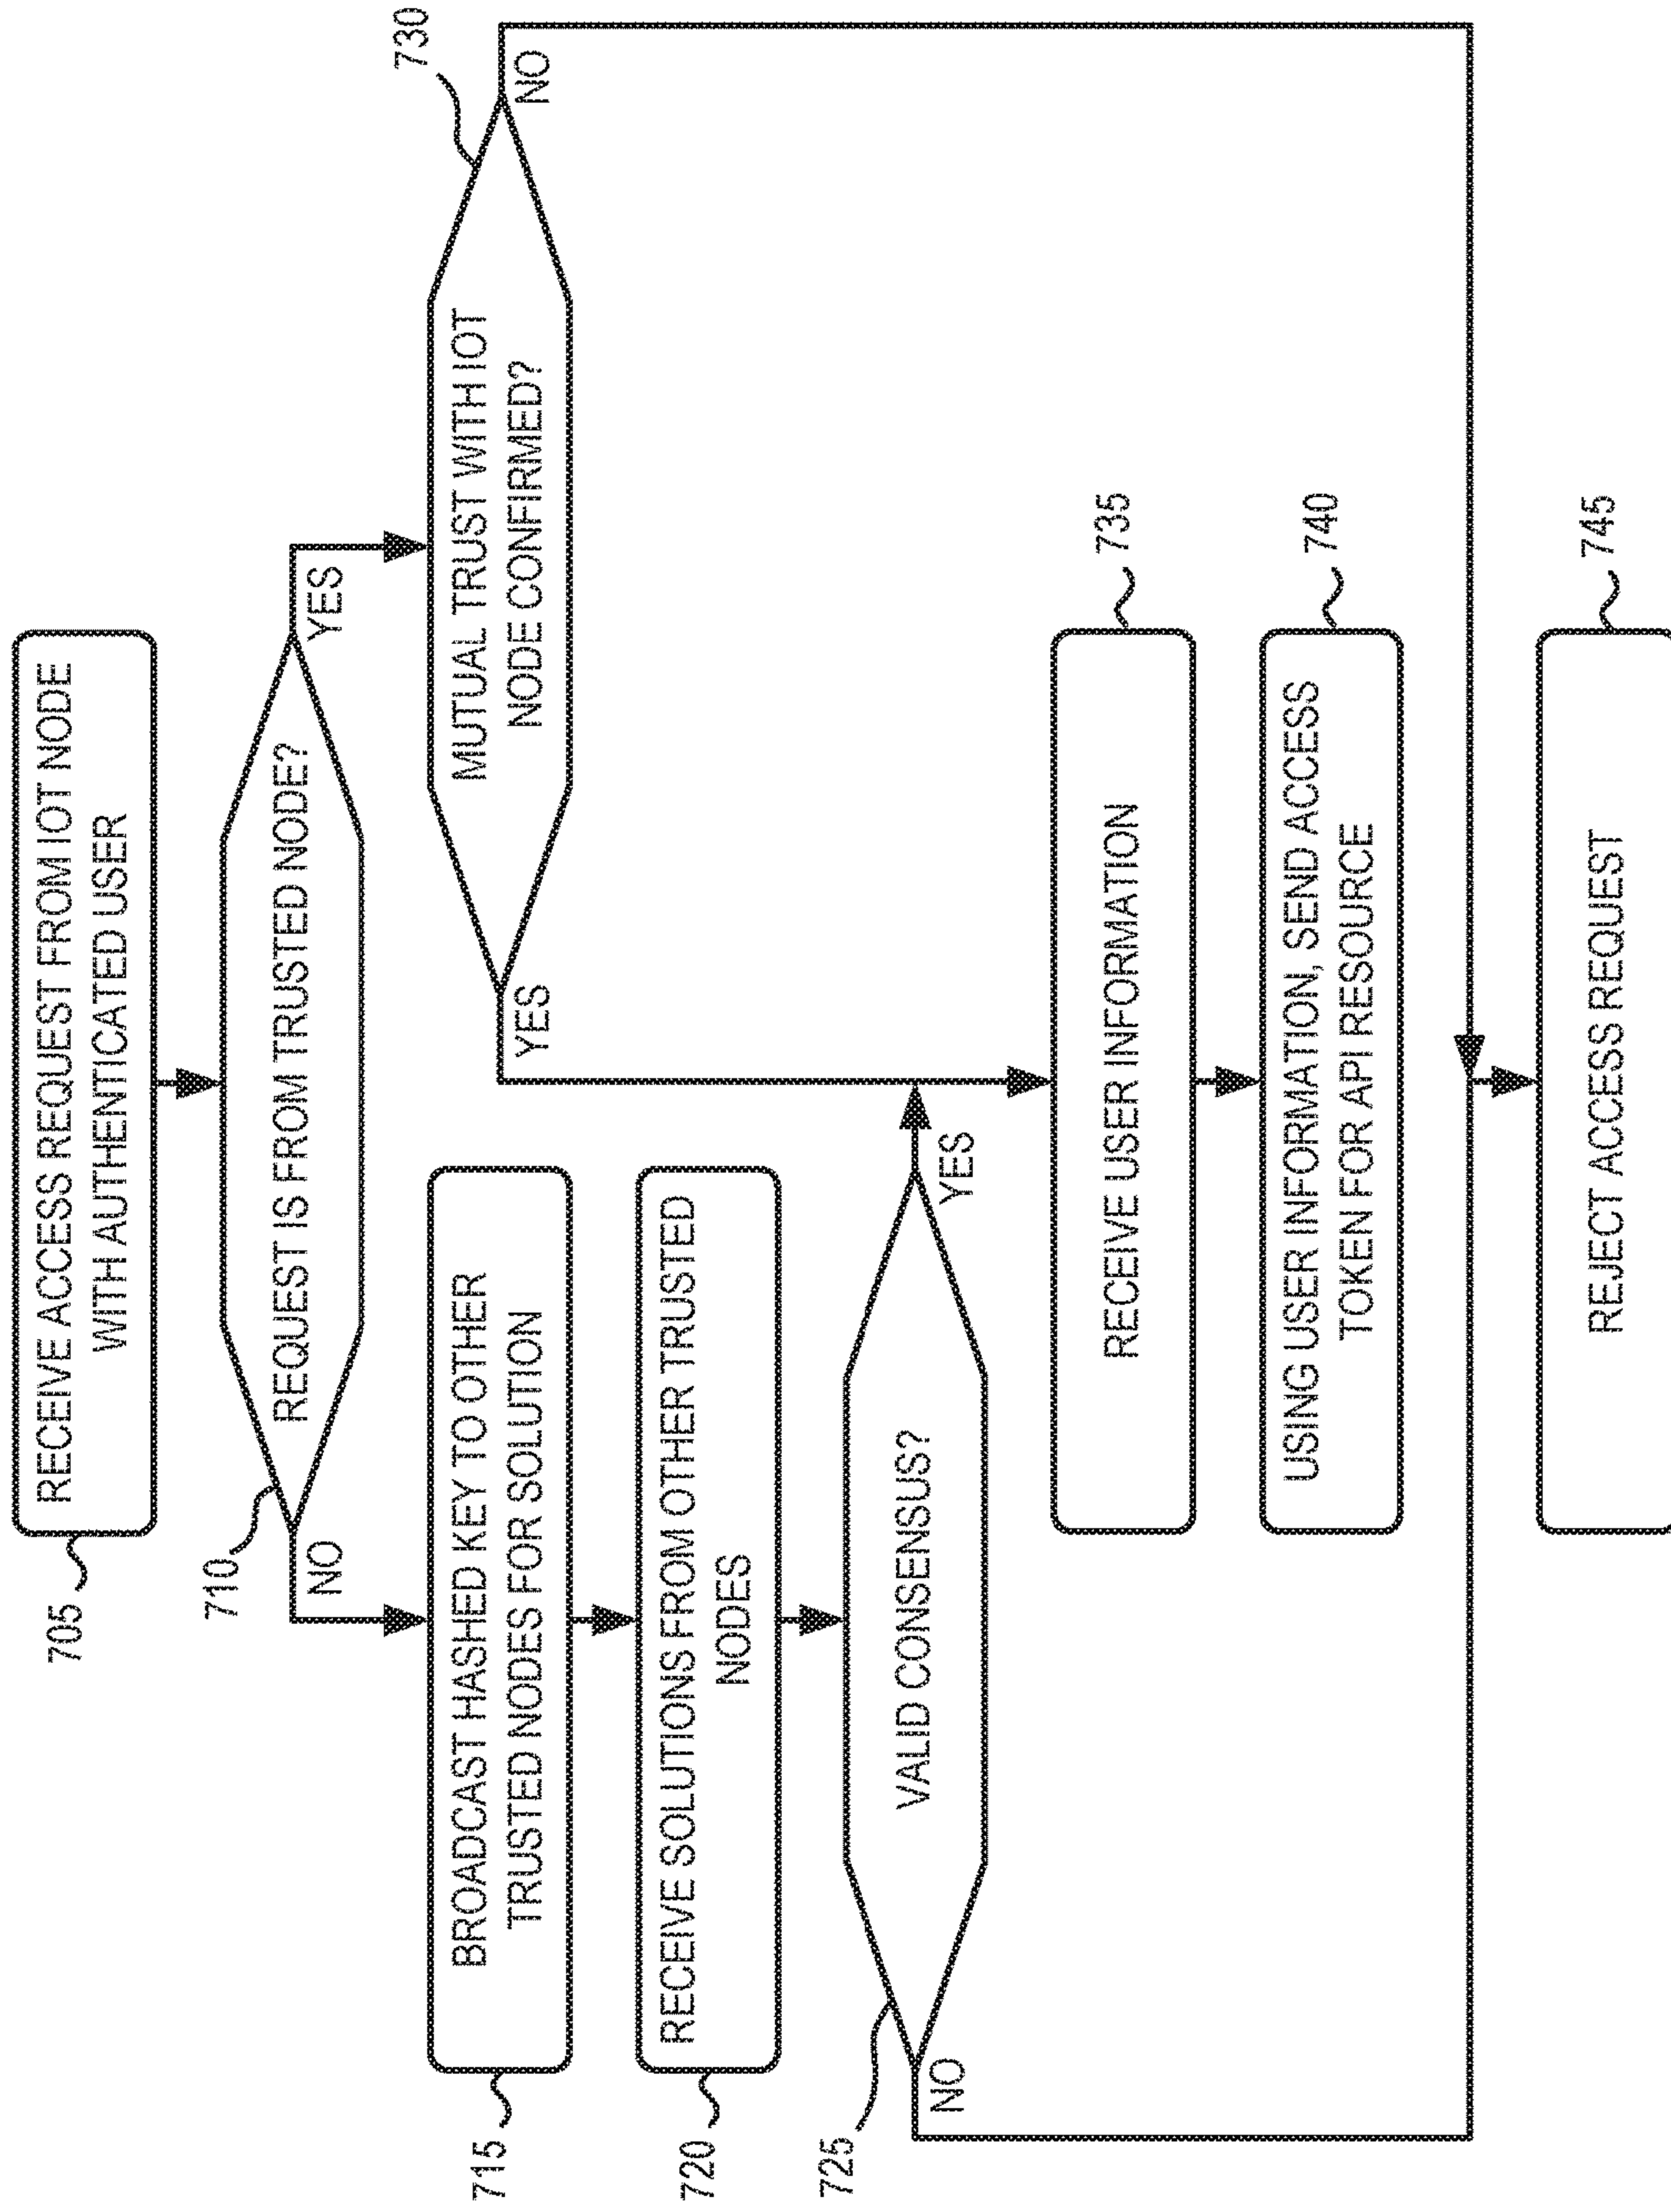 705
RECEIVE ACCESS REQUEST FROM IOT NODE
WITH AUTHENTICATED USER
710
REQUEST IS FROM TRUSTED NODE?
NO
YES
715
BROADCAST HASHED KEY TO OTHER
TRUSTED NODES FOR SOLUTION
730
MUTUAL TRUST WITH IOT
NODE CONFIRMED?
YES
NO
720
RECEIVE SOLUTIONS FROM OTHER TRUSTED
NODES
725
VALID CONSENSUS?
NO
YES
RECEIVE USER INFORMATION
735
USING USER INFORMATION, SEND ACCESS
TOKEN FOR API RESOURCE
740
REJECT ACCESS REQUEST
745